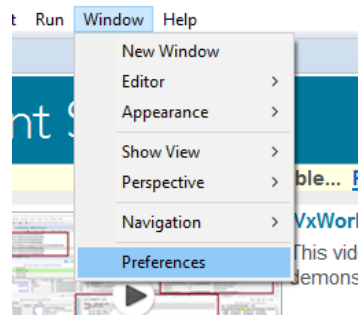 t Run Window Help
New Window
Editor
Appearance
Show View
Perspective
Navigation
Preferences
nt S
ble...
VxWorl
This vid
demons